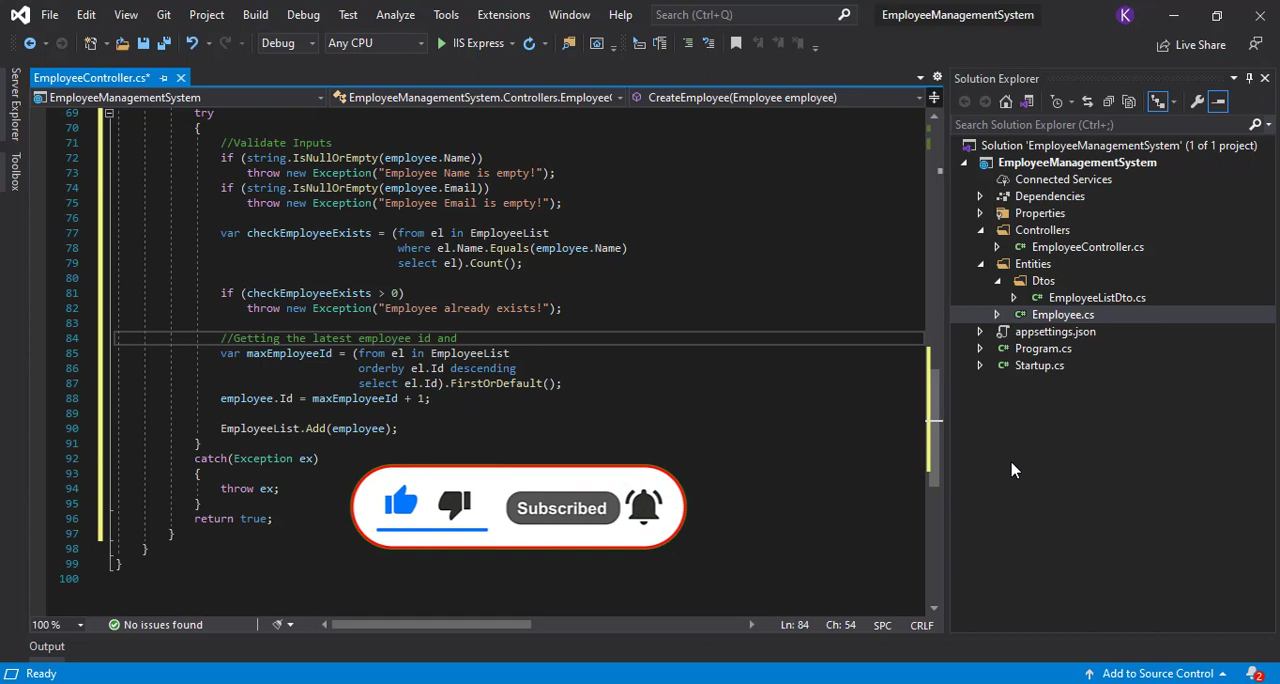 File Edit View Git Project Build Debug Test Analyze Tools Extensions Window Help Search (Ctrl+Q) EmployeeManagementSystem K
Debug Any CPU IIS Express Live Share
Server Explorer
Toolbox
EmployeeController.cs*
EmployeeManagementSystem EmployeeManagementSystem.Controllers.EmployeeC CreateEmployee(Employee employee)
69 try
70 {
71 //Validate Inputs
72 if (string.IsNullOrEmpty(employee.Name))
73 throw new Exception("Employee Name is empty!");
74 if (string.IsNullOrEmpty(employee.Email))
75 throw new Exception("Employee Email is empty!");
76
77 var checkEmployeeExists = (from el in EmployeeList
78 where el.Name.Equals(employee.Name)
79 select el).Count();
80
81 if (checkEmployeeExists > 0)
82 throw new Exception("Employee already exists!");
83
84 //Getting the latest employee id and
85 var maxEmployeeId = (from el in EmployeeList
86 orderby el.Id descending
87 select el.Id).FirstOrDefault();
88 employee.Id = maxEmployeeId + 1;
89
90 EmployeeList.Add(employee);
91 }
92 catch(Exception ex)
93 {
94 throw ex;
95 }
96 return true;
97 }
98 }
99 }
100
Subscribed
100 % No issues found Ln: 84 Ch: 54 SPC CRLF
Output
Ready Add to Source Control 2
Solution Explorer
Search Solution Explorer (Ctrl+;)
Solution 'EmployeeManagementSystem' (1 of 1 project)
EmployeeManagementSystem
Connected Services
Dependencies
Properties
Controllers
C# EmployeeController.cs
Entities
Dtos
C# EmployeeListDto.cs
C# Employee.cs
appsettings.json
C# Program.cs
C# Startup.cs